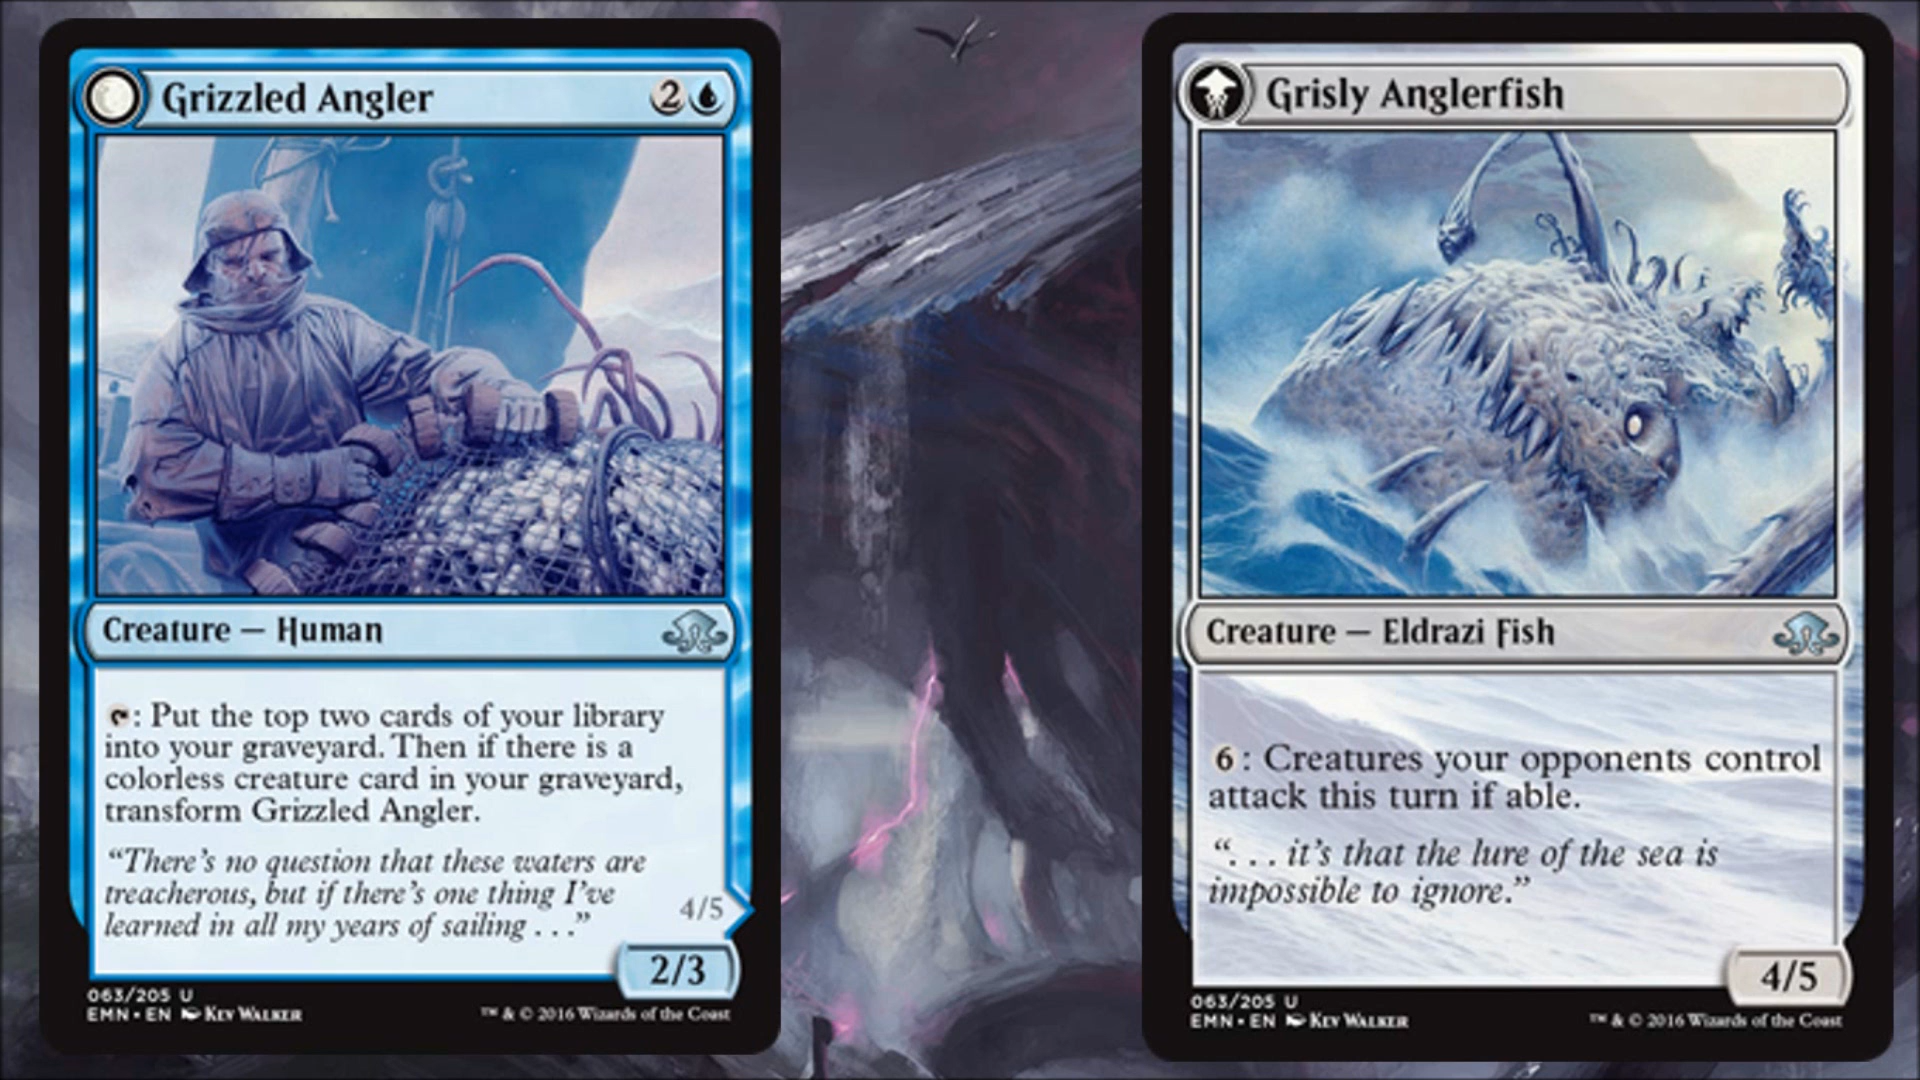 Grizzled Angler
2
Creature — Human
: Put the top two cards of your library
into your graveyard. Then if there is a
colorless creature card in your graveyard,
transform Grizzled Angler.
“There’s no question that these waters are
treacherous, but if there’s one thing I’ve
learned in all my years of sailing . . .”
4/5
2/3
063/205 U
EMN • EN Kev Walker
™ & © 2016 Wizards of the Coast
Grisly Anglerfish
Creature — Eldrazi Fish
6: Creatures your opponents control
attack this turn if able.
“. . . it’s that the lure of the sea is
impossible to ignore.”
4/5
063/205 U
EMN • EN Kev Walker
™ & © 2016 Wizards of the Coast